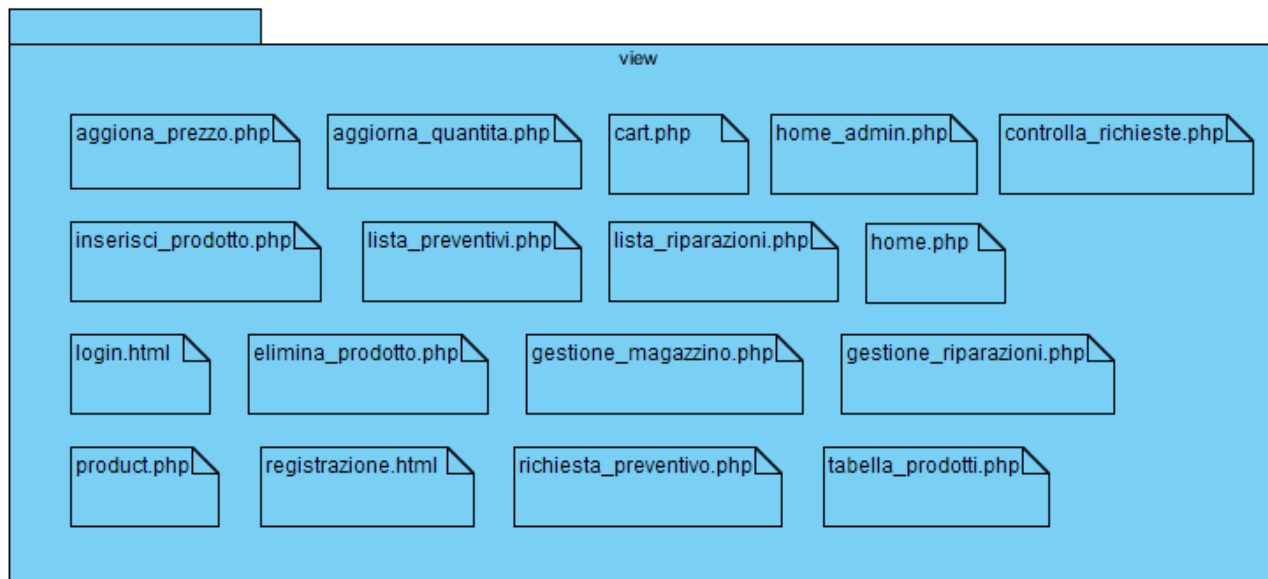 view
aggiona_prezzo.php
aggiorna_quantita.php
cart.php
home_admin.php
controlla_richieste.php
inserisci_prodotto.php
lista_preventivi.php
lista_riparazioni.php
home.php
login.html
elimina_prodotto.php
gestione_magazzino.php
gestione_riparazioni.php
product.php
registrazione.html
richiesta_preventivo.php
tabella_prodotti.php